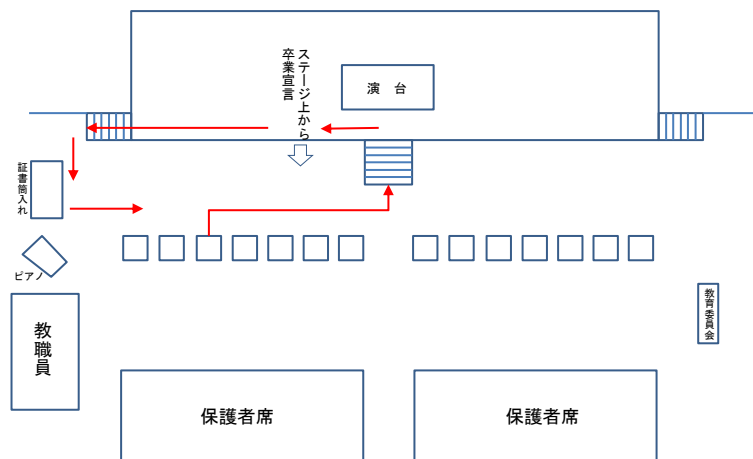 ステージ上から
卒業宣言
演　台
証書筒入れ
ピアノ
教職員
教育委員会
保護者席
保護者席